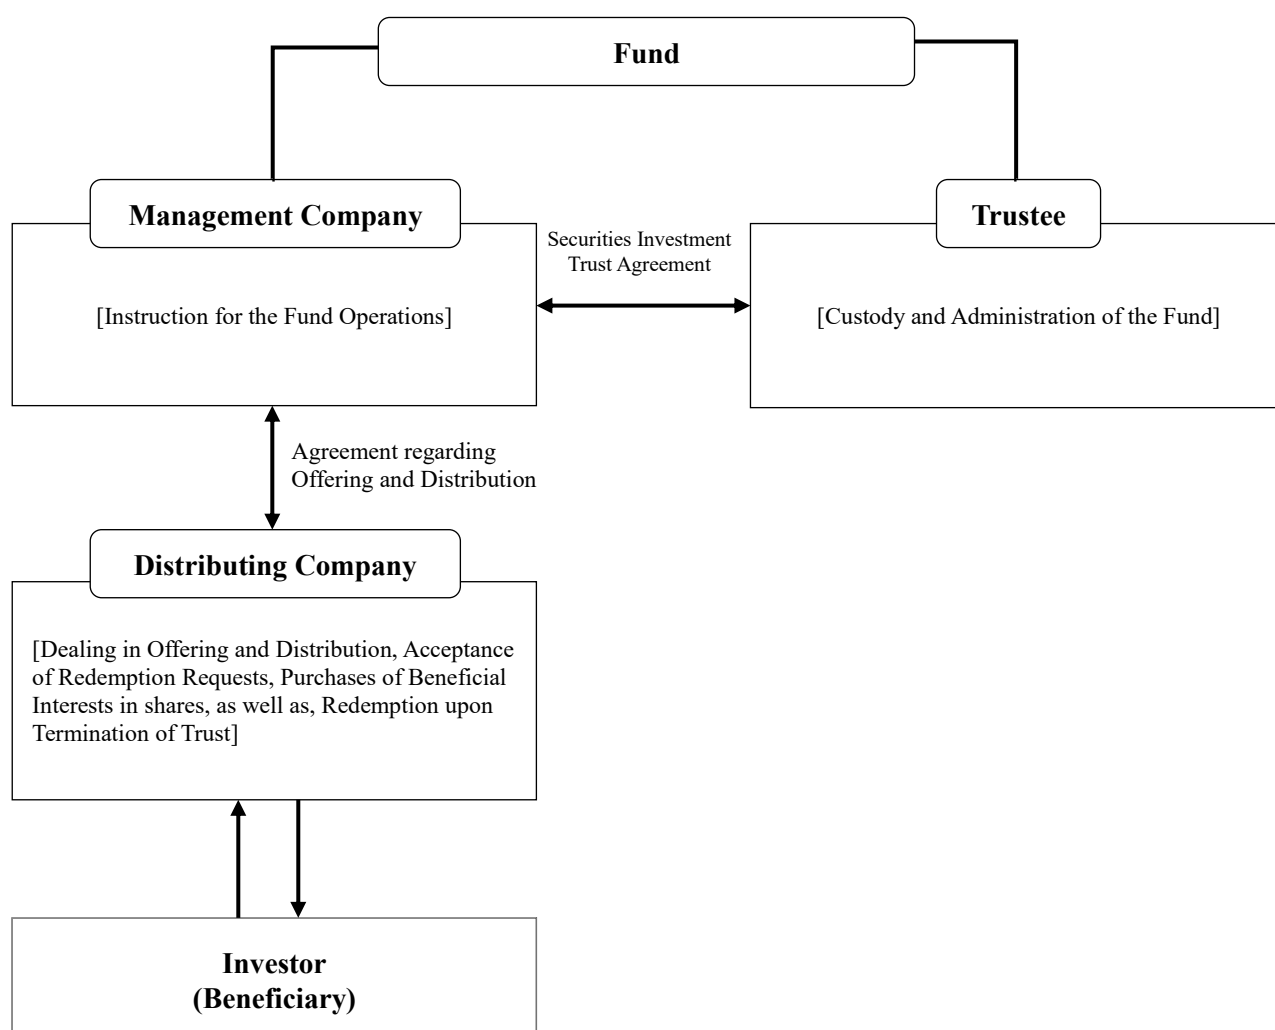 Fund
Management Company
Trustee
Securities Investment
Trust Agreement
[Instruction for the Fund Operations]
[Custody and Administration of the Fund]
Agreement regarding
Offering and Distribution
Distributing Company
[Dealing in Offering and Distribution, Acceptance
of Redemption Requests, Purchases of Beneficial
Interests in shares, as well as, Redemption upon
Termination of Trust]
Investor
(Beneficiary)